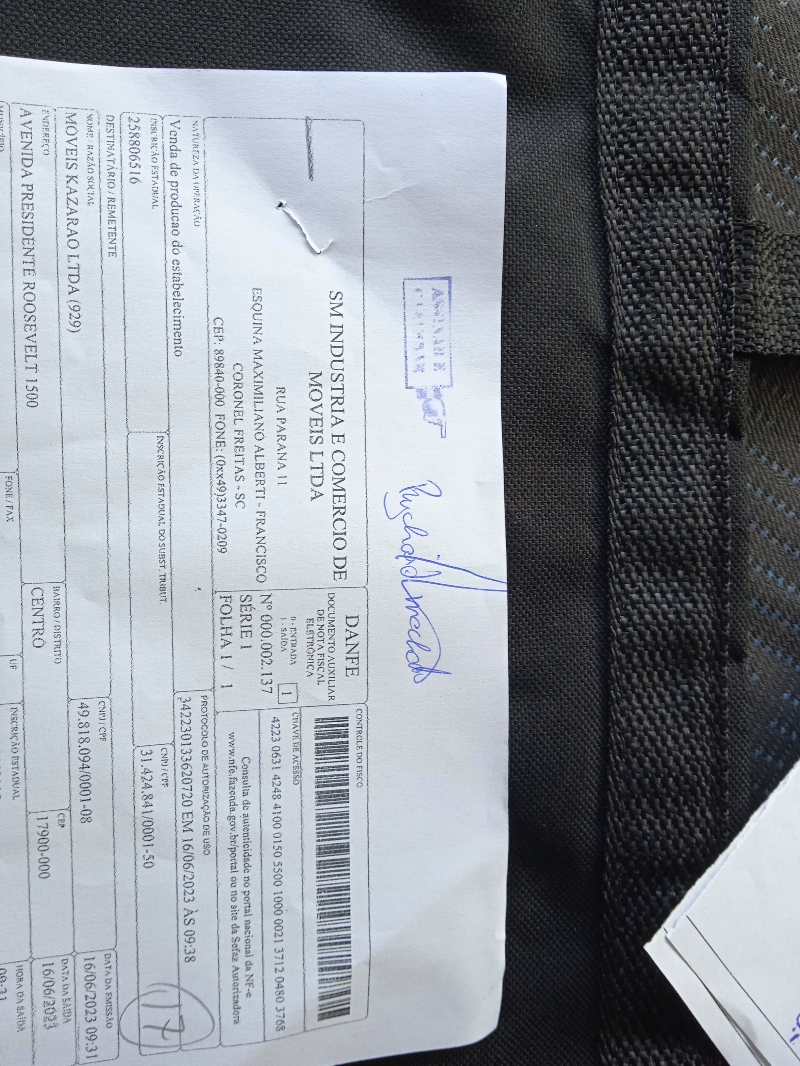 SM INDUSTRIA E COMERCIO DE
MOVEIS LTDA
RUA PARANA 11
ESQUINA MAXIMILIANO ALBERTI - FRANCISCO
CORONEL FREITAS - SC
CEP: 89840-000 FONE: (0xx49)3347-0209
DANFE
DOCUMENTO AUXILIAR
DE NOTA FISCAL
ELETRÔNICA
0 - ENTRADA
1 - SAÍDA
1
Nº 000.002.137
SÉRIE 1
FOLHA 1 / 1
CONTROLE DO FISCO
CHAVE DE ACESSO
4223 0631 4248 4100 0150 5500 1000 0021 3712 0480 3768
Consulta de autenticidade no portal nacional da NF-e
www.nfe.fazenda.gov.br/portal ou no site da Sefaz Autorizadora
NATUREZA DA OPERAÇÃO
Venda de producao do estabelecimento
PROTOCOLO DE AUTORIZAÇÃO DE USO
342230133620720 EM 16/06/2023 ÀS 09:38
INSCRIÇÃO ESTADUAL
258806516
INSCRIÇÃO ESTADUAL DO SUBST. TRIBUT
CNPJ / CPF
31.424.841/0001-50
17
DESTINATÁRIO / REMETENTE
NOME / RAZÃO SOCIAL
MOVEIS KAZARAO LTDA (929)
CNPJ / CPF
49.818.094/0001-08
DATA DA EMISSÃO
16/06/2023 09:31
ENDEREÇO
AVENIDA PRESIDENTE ROOSEVELT 1500
BAIRRO / DISTRITO
CENTRO
CEP
17900-000
DATA DA SAÍDA
16/06/2023
MUNICÍPIO
FONE / FAX
UF
INSCRIÇÃO ESTADUAL
HORA DA SAÍDA
09:31